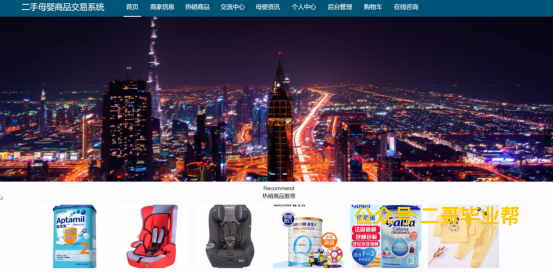 二手母婴商品交易系统
首页 商家信息 热销商品 交流中心 母婴资讯 个人中心 后台管理 购物车 在线咨询
Recommend
热销商品推荐
公众号 二哥毕业帮
Aptamil
2